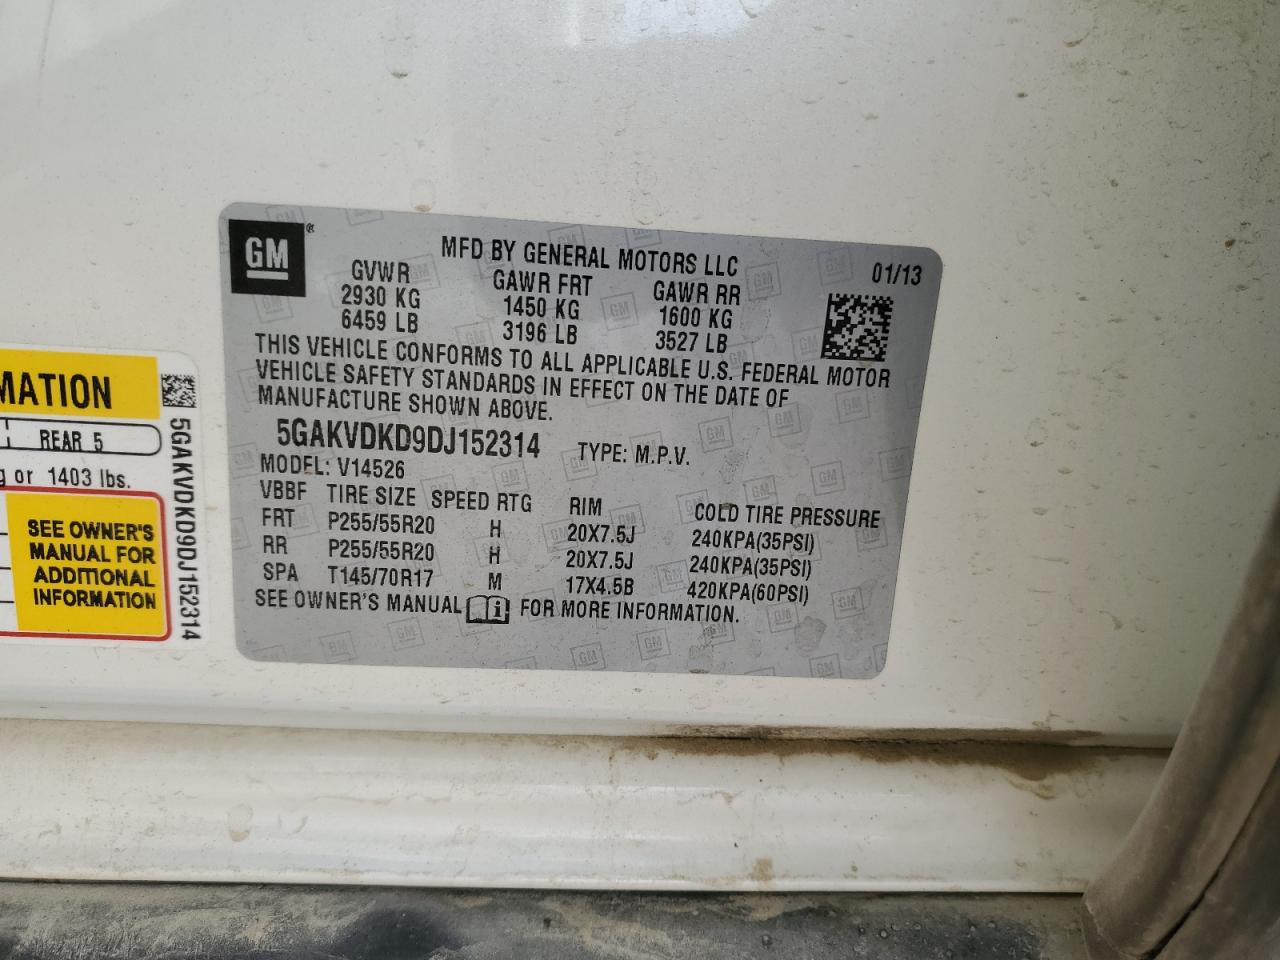 GM
®
MFD BY GENERAL MOTORS LLC
01/13
GVWR GAWR FRT GAWR RR
2930 KG 1450 KG 1600 KG
6459 LB 3196 LB 3527 LB
THIS VEHICLE CONFORMS TO ALL APPLICABLE U.S. FEDERAL MOTOR
VEHICLE SAFETY STANDARDS IN EFFECT ON THE DATE OF
MANUFACTURE SHOWN ABOVE.
5GAKVDKD9DJ152314 TYPE: M.P.V.
MODEL: V14526
VBBF TIRE SIZE SPEED RTG RIM COLD TIRE PRESSURE
FRT P255/55R20 H 20X7.5J 240KPA(35PSI)
RR P255/55R20 H 20X7.5J 240KPA(35PSI)
SPA T145/70R17 M 17X4.5B 420KPA(60PSI)
SEE OWNER'S MANUAL FOR MORE INFORMATION.
MATION
REAR 5
g or 1403 lbs.
SEE OWNER'S
MANUAL FOR
ADDITIONAL
INFORMATION
5GAKVDKD9DJ152314